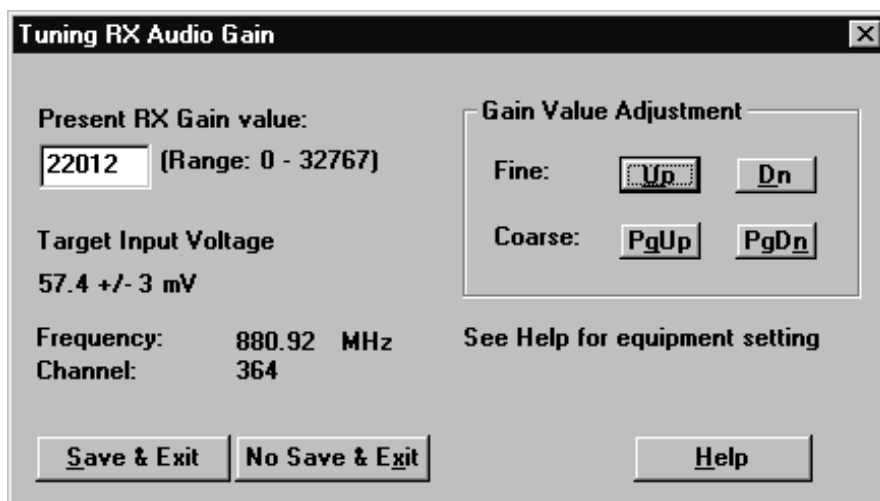 Tuning RX Audio Gain
Present RX Gain value:
22012 (Range: 0 - 32767)
Target Input Voltage
57.4 +/- 3 mV
Frequency: 880.92 MHz
Channel: 364
Gain Value Adjustment
Fine: Up Dn
Coarse: PgUp PgDn
See Help for equipment setting
Save & Exit No Save & Exit Help